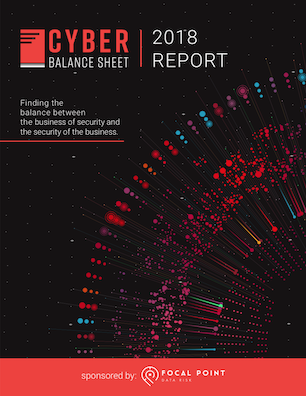 CYBER
BALANCE SHEET
2018
REPORT
Finding the
balance between
the business of security and
the security of the business.
sponsored by:
FOCAL POINT
DATA RISK